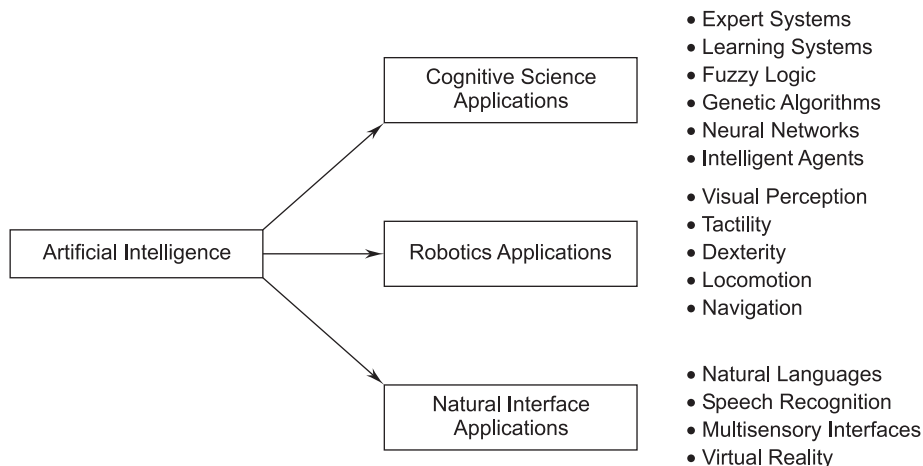 Artificial Intelligence
Cognitive Science
Applications
• Expert Systems
• Learning Systems
• Fuzzy Logic
• Genetic Algorithms
• Neural Networks
• Intelligent Agents
Robotics Applications
• Visual Perception
• Tactility
• Dexterity
• Locomotion
• Navigation
Natural Interface
Applications
• Natural Languages
• Speech Recognition
• Multisensory Interfaces
• Virtual Reality